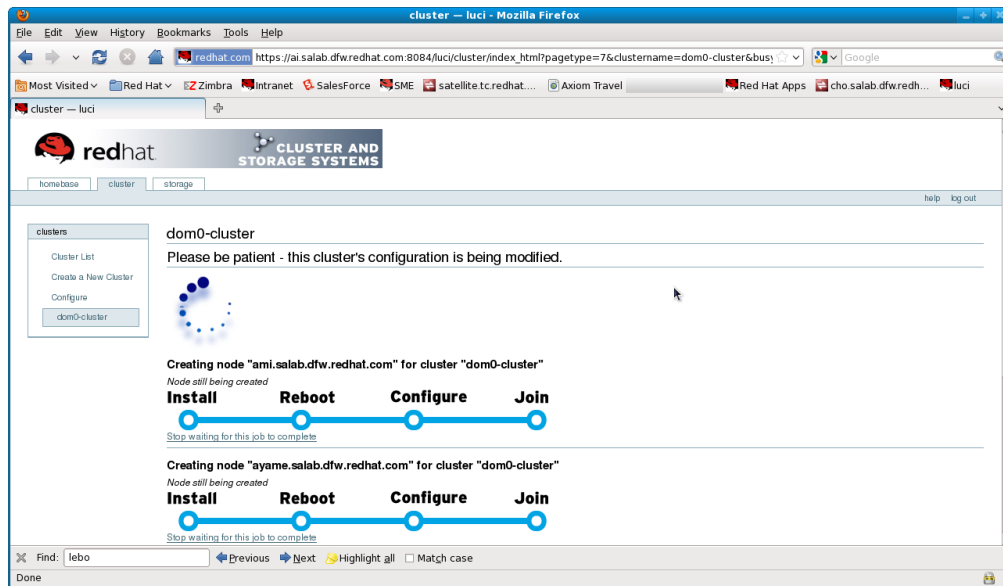 cluster — luci - Mozilla Firefox
File Edit View History Bookmarks Tools Help
redhat.com https://ai.salab.dfw.redhat.com:8084/luci/cluster/index_html?pagetype=7&clustername=dom0-cluster&busy Google
Most Visited Red Hat Zimbra Intranet SalesForce SME satellite.tc.redhat.... Axiom Travel Red Hat Apps cho.salab.dfw.redh... luci
cluster — luci
redhat. CLUSTER AND
STORAGE SYSTEMS
homebase cluster storage
help log out
clusters
Cluster List
Create a New Cluster
Configure
dom0-cluster
dom0-cluster
Please be patient - this cluster's configuration is being modified.
Creating node "ami.salab.dfw.redhat.com" for cluster "dom0-cluster"
Node still being created
Install Reboot Configure Join
Stop waiting for this job to complete
Creating node "ayame.salab.dfw.redhat.com" for cluster "dom0-cluster"
Node still being created
Install Reboot Configure Join
Stop waiting for this job to complete
Find: lebo Previous Next Highlight all Match case
Done